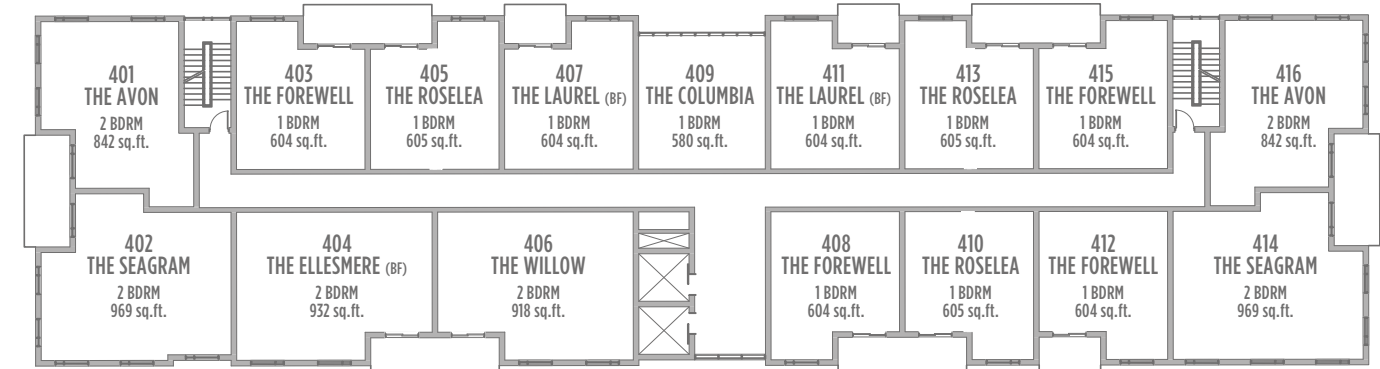 401
THE AVON
2 BDRM
842 sq.ft.
403
THE FOREWELL
1 BDRM
604 sq.ft.
405
THE ROSELEA
1 BDRM
605 sq.ft.
407
THE LAUREL (BF)
1 BDRM
604 sq.ft.
409
THE COLUMBIA
1 BDRM
580 sq.ft.
411
THE LAUREL (BF)
1 BDRM
604 sq.ft.
413
THE ROSELEA
1 BDRM
605 sq.ft.
415
THE FOREWELL
1 BDRM
604 sq.ft.
416
THE AVON
2 BDRM
842 sq.ft.
402
THE SEAGRAM
2 BDRM
969 sq.ft.
404
THE ELLESMERE (BF)
2 BDRM
932 sq.ft.
406
THE WILLOW
2 BDRM
918 sq.ft.
408
THE FOREWELL
1 BDRM
604 sq.ft.
410
THE ROSELEA
1 BDRM
605 sq.ft.
412
THE FOREWELL
1 BDRM
604 sq.ft.
414
THE SEAGRAM
2 BDRM
969 sq.ft.